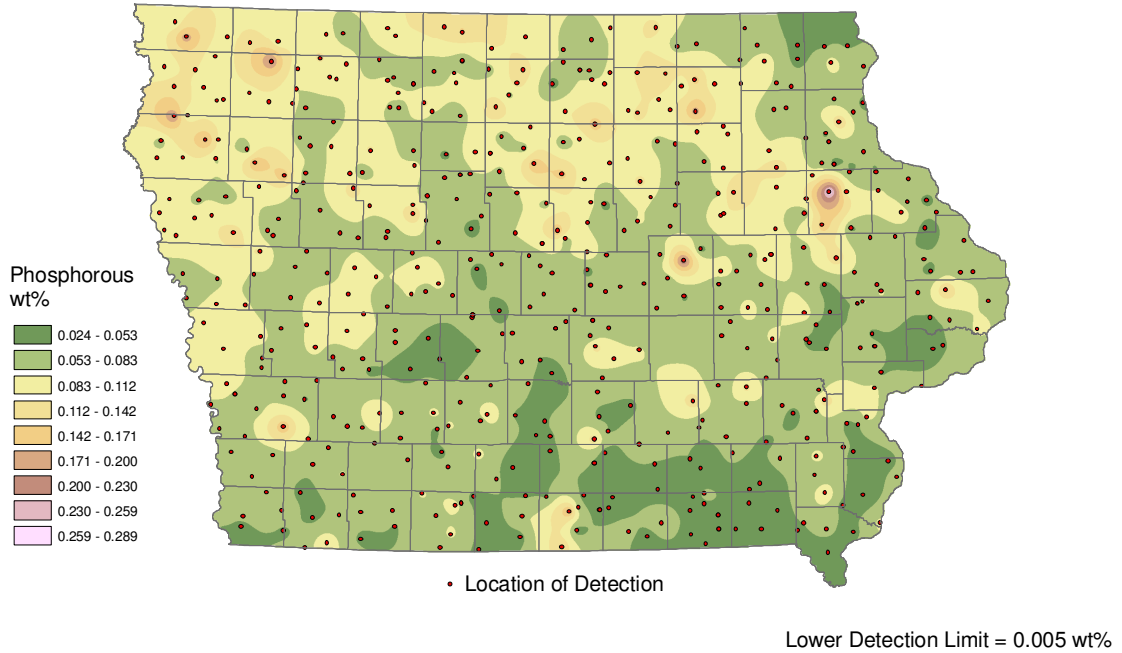 Phosphorous
wt%
0.024 - 0.053
0.053 - 0.083
0.083 - 0.112
0.112 - 0.142
0.142 - 0.171
0.171 - 0.200
0.200 - 0.230
0.230 - 0.259
0.259 - 0.289
Location of Detection
Lower Detection Limit = 0.005 wt%